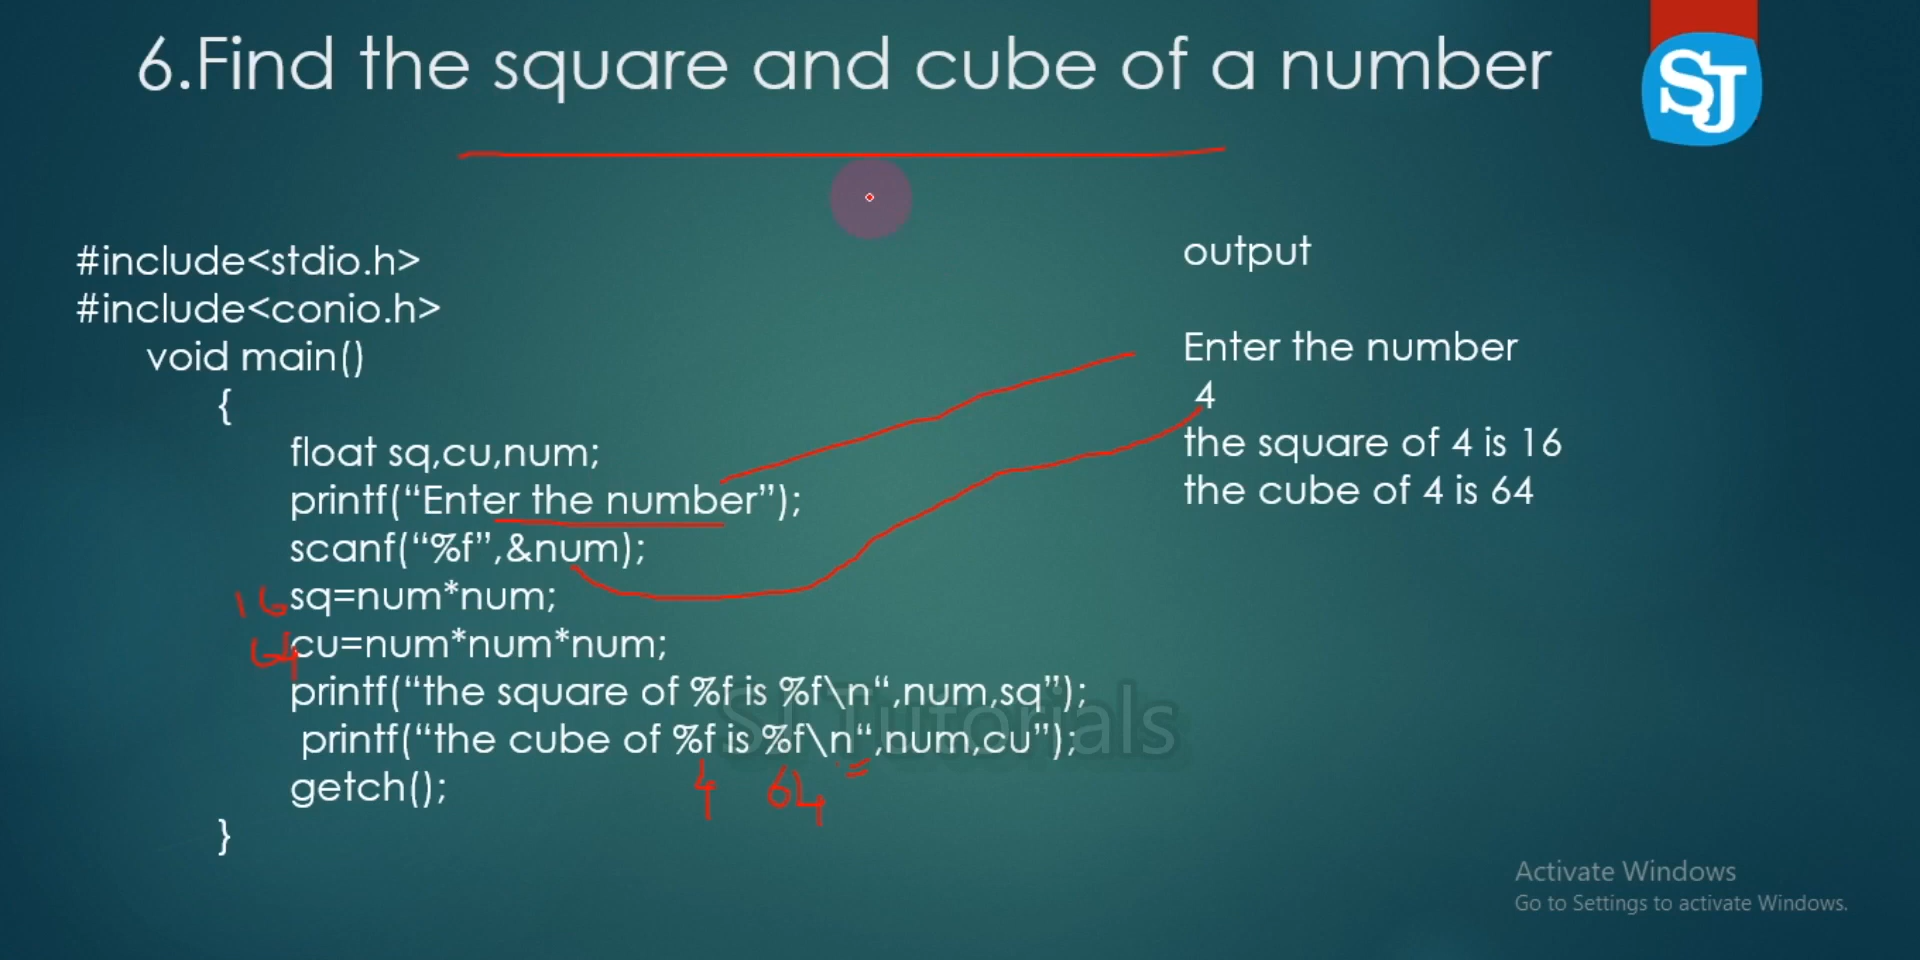 6.Find the square and cube of a number
SJ
#include<stdio.h>
#include<conio.h>
void main()
{
float sq,cu,num;
printf(“Enter the number”);
scanf(“%f”,&num);
16 sq=num*num;
64 cu=num*num*num;
printf(“the square of %f is %f\n“,num,sq”);
printf(“the cube of %f is %f\n“,num,cu”);
4 64
getch();
}
output
Enter the number
4
the square of 4 is 16
the cube of 4 is 64
SJ Tutorials
Activate Windows
Go to Settings to activate Windows.